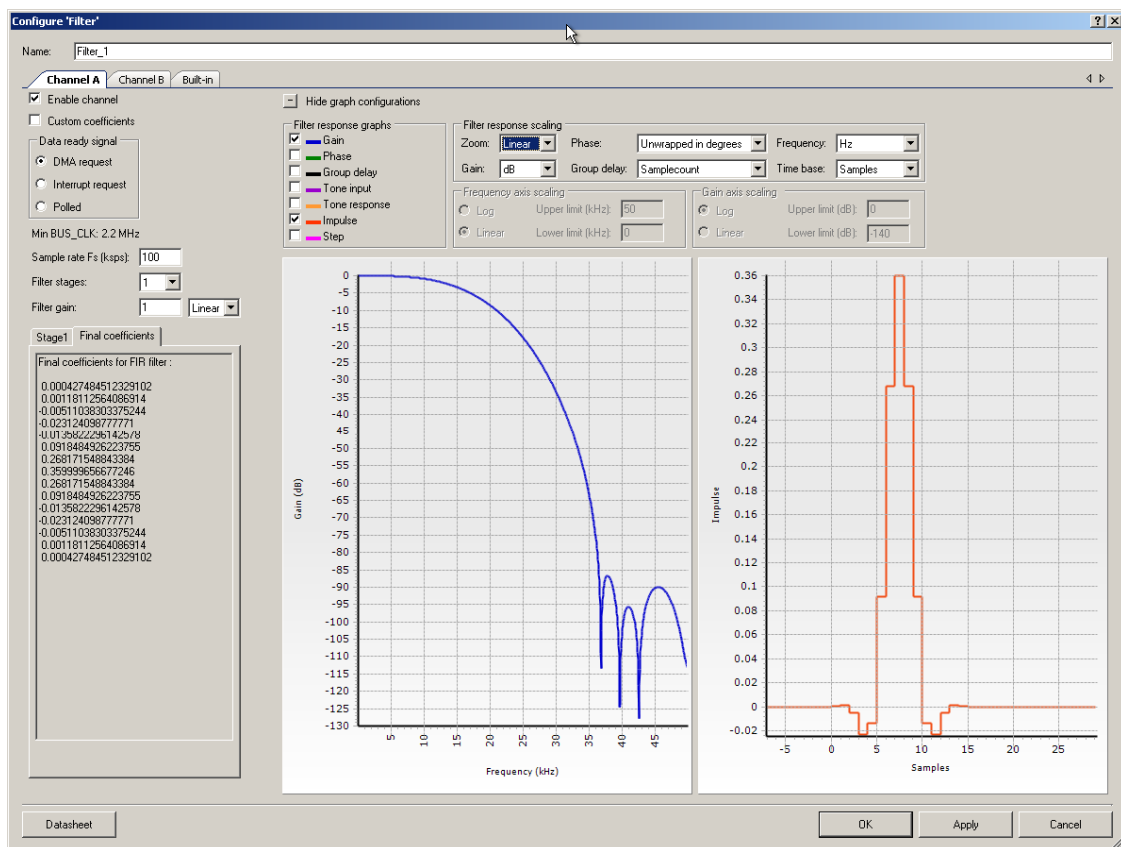 Configure 'Filter'
Name: Filter_1
Channel A Channel B Built-in
Enable channel
Custom coefficients
Data ready signal
DMA request
Interrupt request
Polled
Min BUS_CLK: 2.2 MHz
Sample rate Fs (ksps): 100
Filter stages: 1
Filter gain: 1 Linear
Stage1 Final coefficients
Final coefficients for FIR filter :
0.000427484512329102
0.00118112564086914
-0.00511038303375244
-0.023124098777771
-0.0135822296142578
0.0918484926223755
0.268171548843384
0.359999656677246
0.268171548843384
0.0918484926223755
-0.0135822296142578
-0.023124098777771
-0.00511038303375244
0.00118112564086914
0.000427484512329102
Hide graph configurations
Filter response graphs
Gain
Phase
Group delay
Tone input
Tone response
Impulse
Step
Filter response scaling
Zoom: Linear Phase: Unwrapped in degrees Frequency: Hz
Gain: dB Group delay: Samplecount Time base: Samples
Frequency axis scaling
Log Upper limit (kHz): 50
Linear Lower limit (kHz): 0
Gain axis scaling
Log Upper limit (dB): 0
Linear Lower limit (dB): -140
Gain (dB)
0
-5
-10
-15
-20
-25
-30
-35
-40
45
-50
-55
-60
-65
-70
-75
-80
-85
-90
-95
-100
-105
-110
-115
-120
-125
-130
5 10 15 20 25 30 35 40 45
Frequency (kHz)
Impulse
0.36
0.34
0.32
0.3
0.28
0.26
0.24
0.22
0.2
0.18
0.16
0.14
0.12
0.1
0.08
0.06
0.04
0.02
0
-0.02
-5 0 5 10 15 20 25
Samples
Datasheet OK Apply Cancel